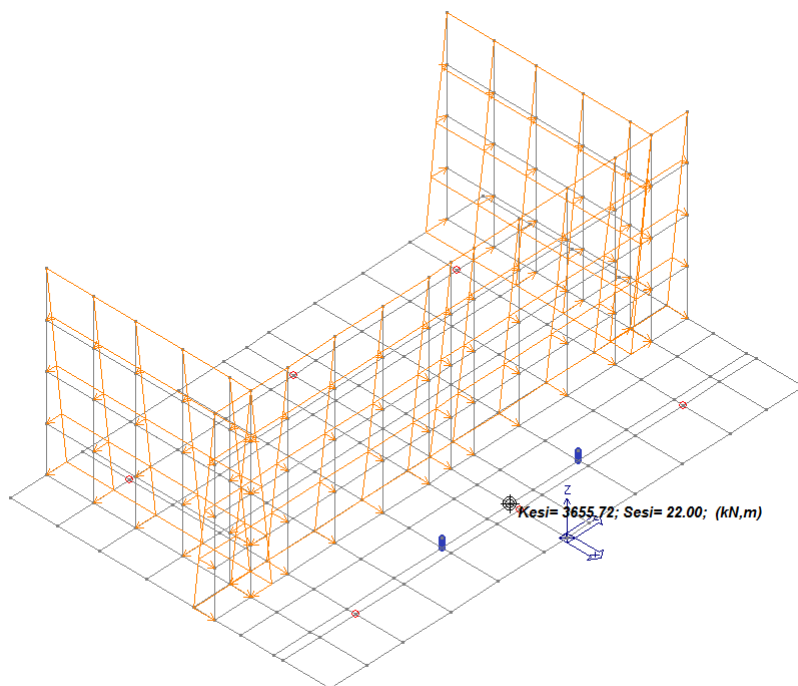 Z
Kesi= 3655.72; Sesi= 22.00; (kN,m)